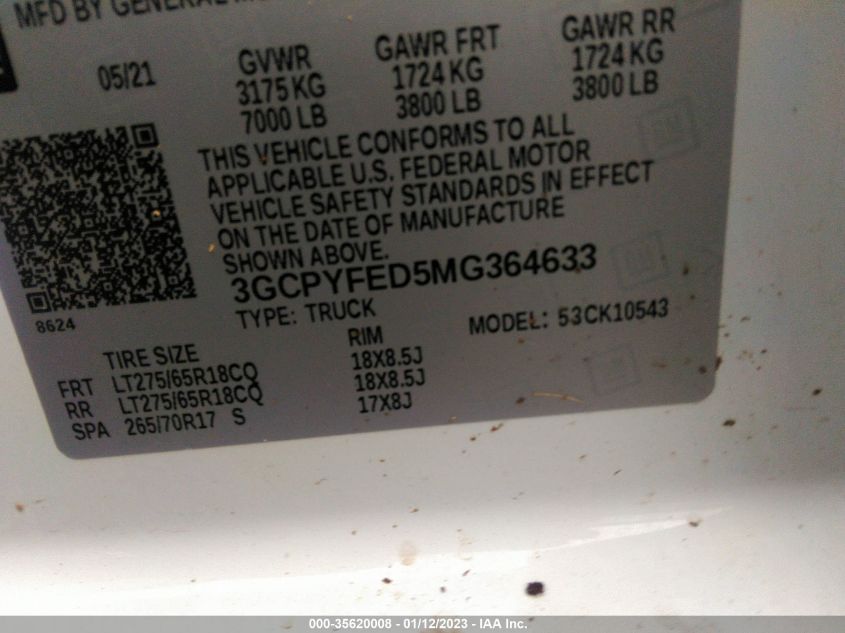 MFD BY GENERAL
05/21
GVWR
3175 KG
7000 LB
GAWR FRT
1724 KG
3800 LB
GAWR RR
1724 KG
3800 LB
THIS VEHICLE CONFORMS TO ALL
APPLICABLE U.S. FEDERAL MOTOR
VEHICLE SAFETY STANDARDS IN EFFECT
ON THE DATE OF MANUFACTURE
SHOWN ABOVE.
3GCPYFED5MG364633
8624
TYPE: TRUCK
MODEL: 53CK10543
TIRE SIZE RIM
FRT LT275/65R18CQ 18X8.5J
RR LT275/65R18CQ 18X8.5J
SPA 265/70R17 S 17X8J
000-35620008 - 01/12/2023 - IAA Inc.